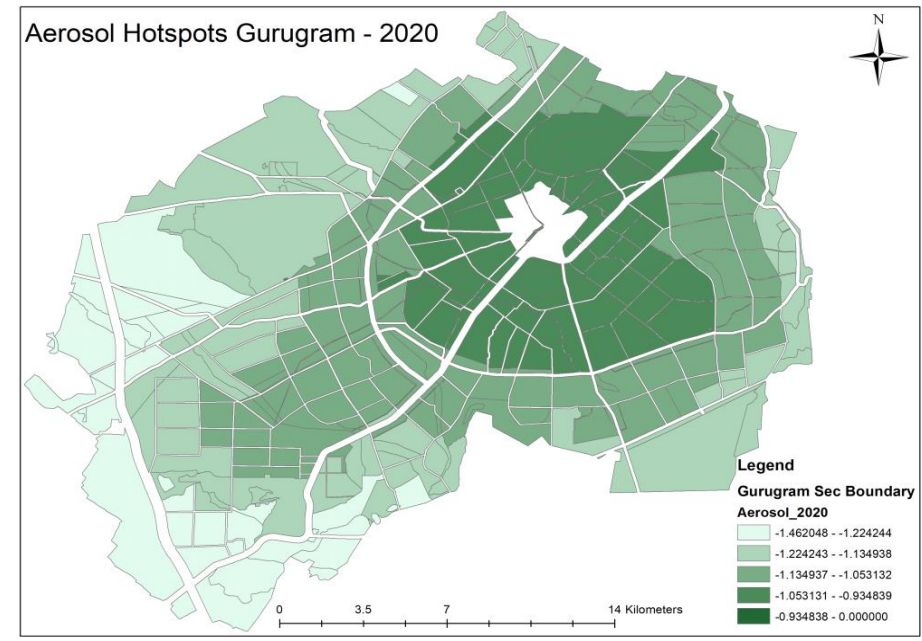 Aerosol Hotspots Gurugram - 2020
N
Legend
Gurugram Sec Boundary
Aerosol_2020
-1.462048 - -1.224244
-1.224243 - -1.134938
-1.134937 - -1.053132
-1.053131 - -0.934839
-0.934838 - 0.000000
0 3.5 7 14 Kilometers